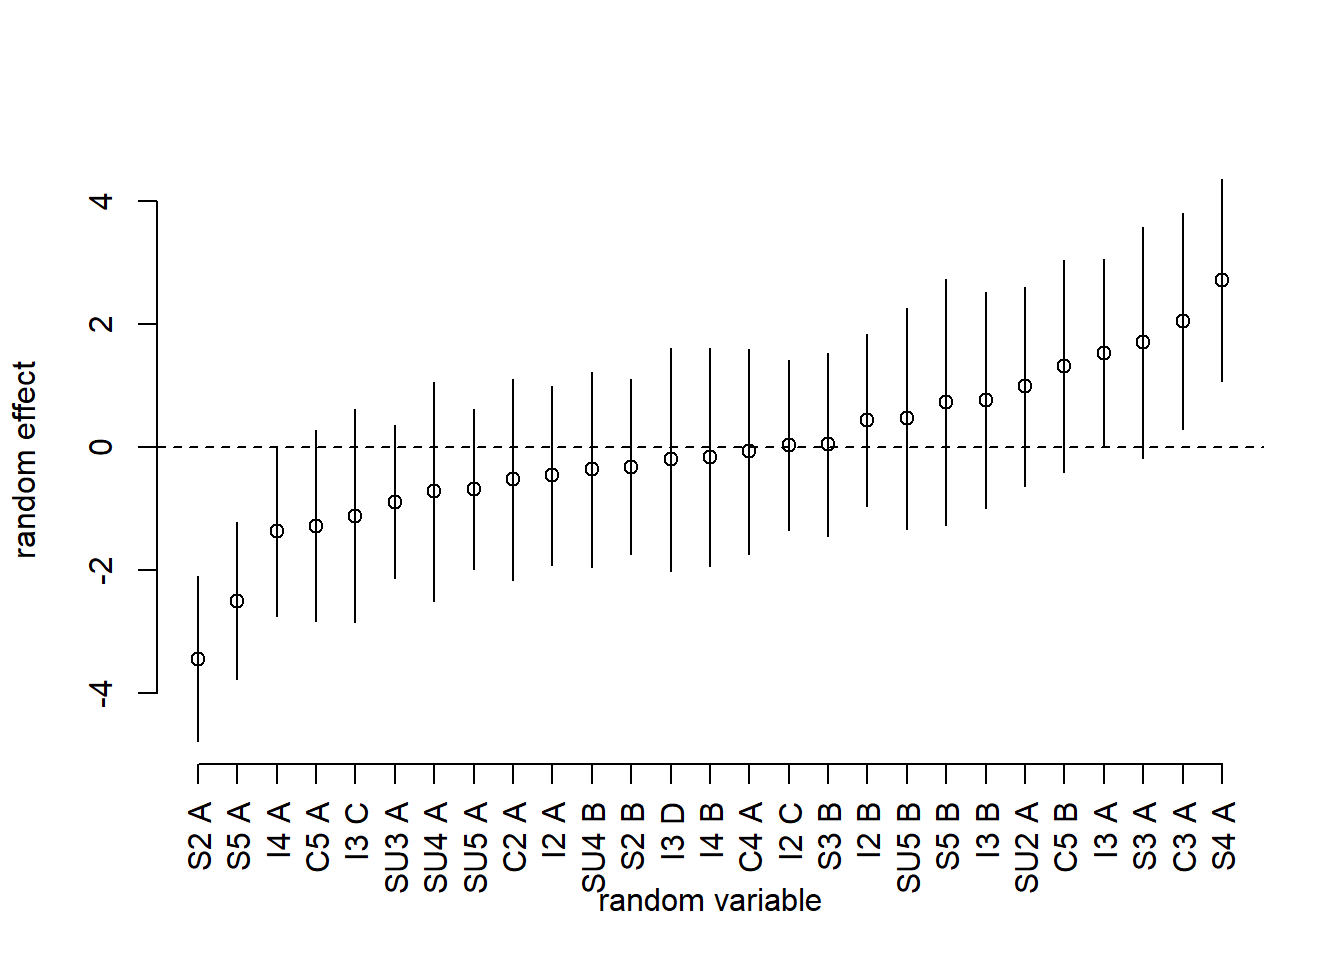 4
2
0
-2
-4
random effect
S2 A
S5 A
I4 A
C5 A
I3 C
SU3 A
SU4 A
SU5 A
C2 A
I2 A
SU4 B
S2 B
I3 D
I4 B
C4 A
I2 C
S3 B
I2 B
SU5 B
S5 B
I3 B
SU2 A
C5 B
I3 A
S3 A
C3 A
S4 A
random variable